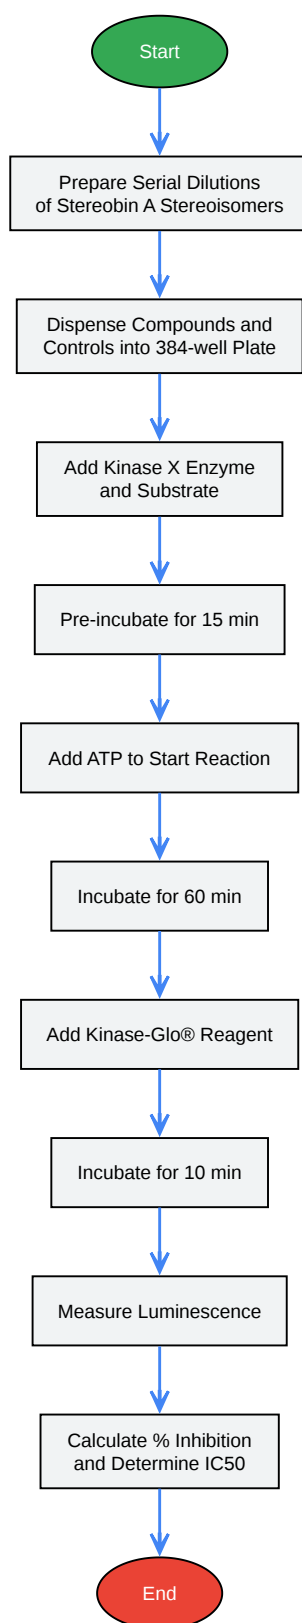 Start
Prepare Serial Dilutions
of Stereobin A Stereoisomers
Dispense Compounds and
Controls into 384-well Plate
Add Kinase X Enzyme
and Substrate
Pre-incubate for 15 min
Add ATP to Start Reaction
Incubate for 60 min
Add Kinase-Glo® Reagent
Incubate for 10 min
Measure Luminescence
Calculate % Inhibition
and Determine IC50
End